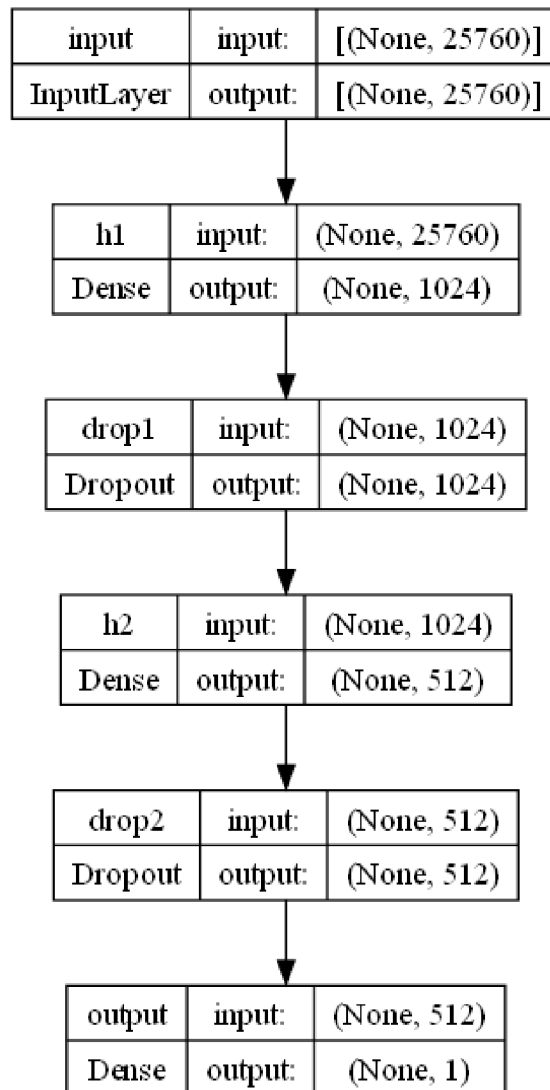 input input: [(None, 25760)]
InputLayer output: [(None, 25760)]
h1 input: (None, 25760)
Dense output: (None, 1024)
drop1 input: (None, 1024)
Dropout output: (None, 1024)
h2 input: (None, 1024)
Dense output: (None, 512)
drop2 input: (None, 512)
Dropout output: (None, 512)
output input: (None, 512)
Dense output: (None, 1)